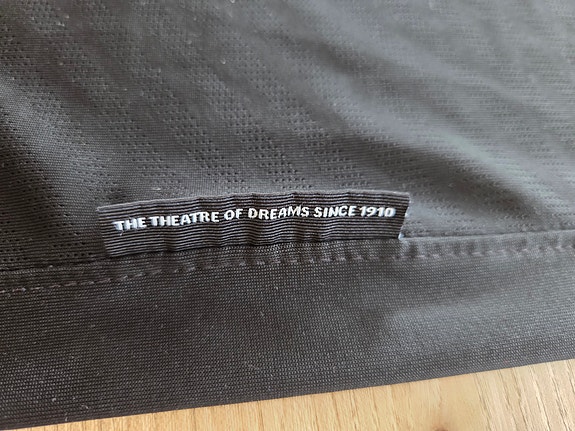 THE THEATRE OF DREAMS SINCE 1910